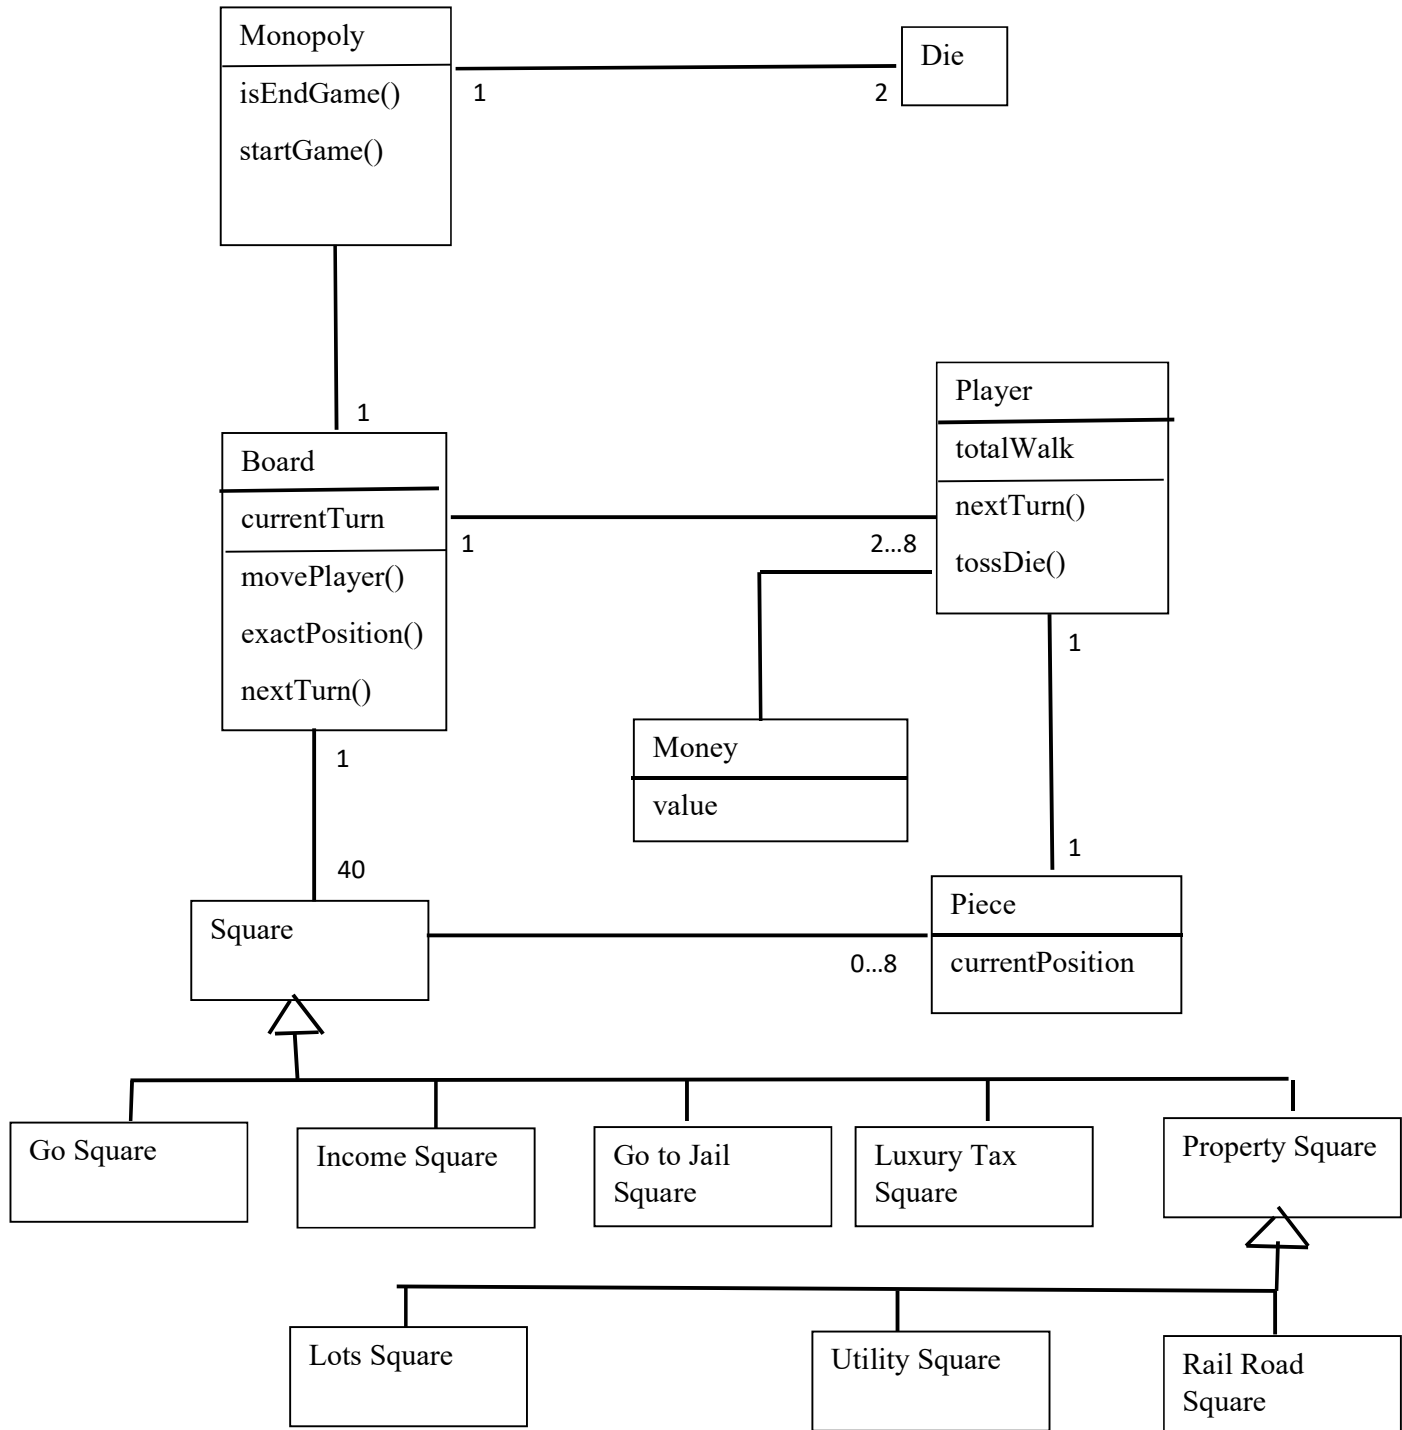 Monopoly
isEndGame()
startGame()
Die
1
2
1
Board
currentTurn
movePlayer()
exactPosition()
nextTurn()
Player
totalWalk
nextTurn()
tossDie()
1
2...8
1
1
Money
value
1
40
Square
Piece
currentPosition
0...8
Go Square
Income Square
Go to Jail
Square
Luxury Tax
Square
Property Square
Lots Square
Utility Square
Rail Road
Square